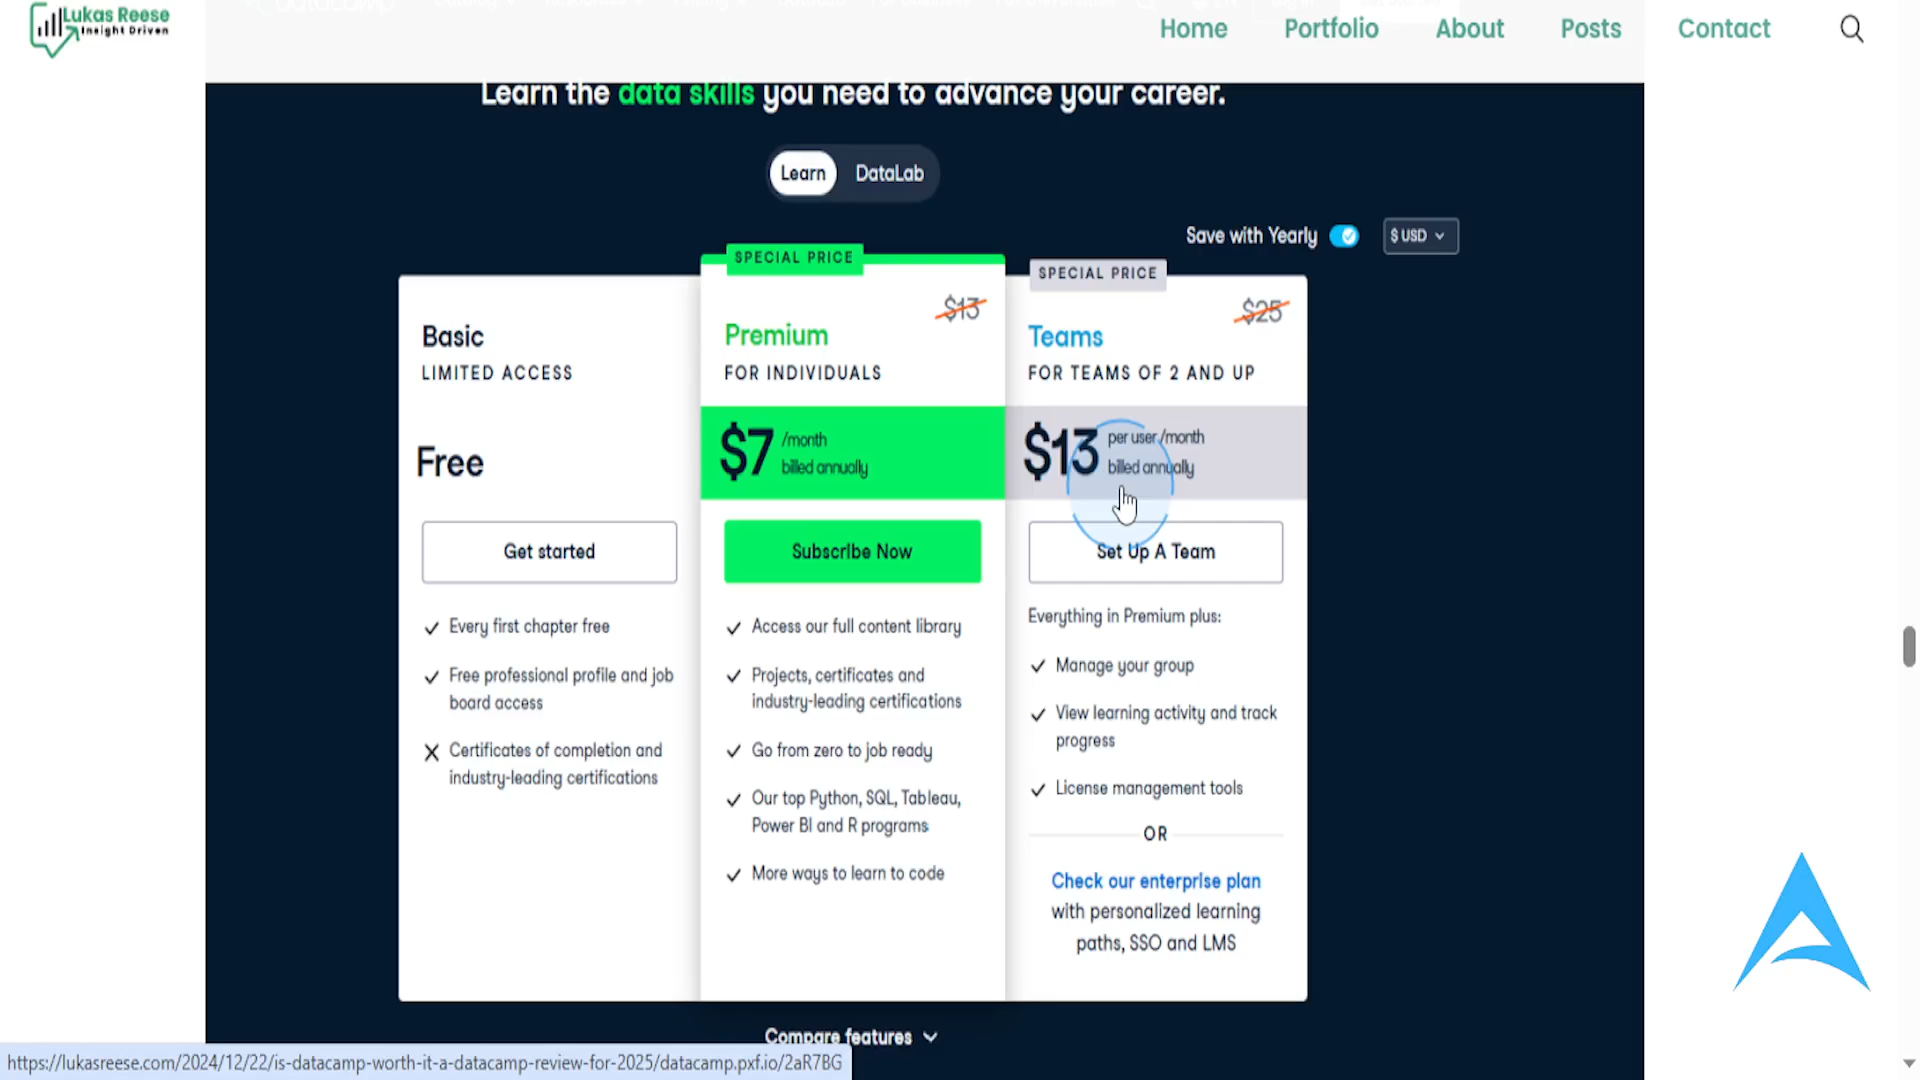 Lukas Reese
Insight Driven
Home
Portfolio
About
Posts
Contact
Learn the data skills you need to advance your career.
Learn
DataLab
Save with Yearly
$ USD
Basic
LIMITED ACCESS
Free
Get started
Every first chapter free
Free professional profile and job
board access
Certificates of completion and
industry-leading certifications
SPECIAL PRICE
$13
Premium
FOR INDIVIDUALS
$7
/month
billed annually
Subscribe Now
Access our full content library
Projects, certificates and
industry-leading certifications
Go from zero to job ready
Our top Python, SQL, Tableau,
Power BI and R programs
More ways to learn to code
SPECIAL PRICE
$25
Teams
FOR TEAMS OF 2 AND UP
$13
per user/month
billed annually
Set Up A Team
Everything in Premium plus:
Manage your group
View learning activity and track
progress
License management tools
OR
Check our enterprise plan
with personalized learning
paths, SSO and LMS
Compare features
https://lukasreese.com/2024/12/22/is-datacamp-worth-it-a-datacamp-review-for-2025/datacamp.pxf.io/2aR7BG